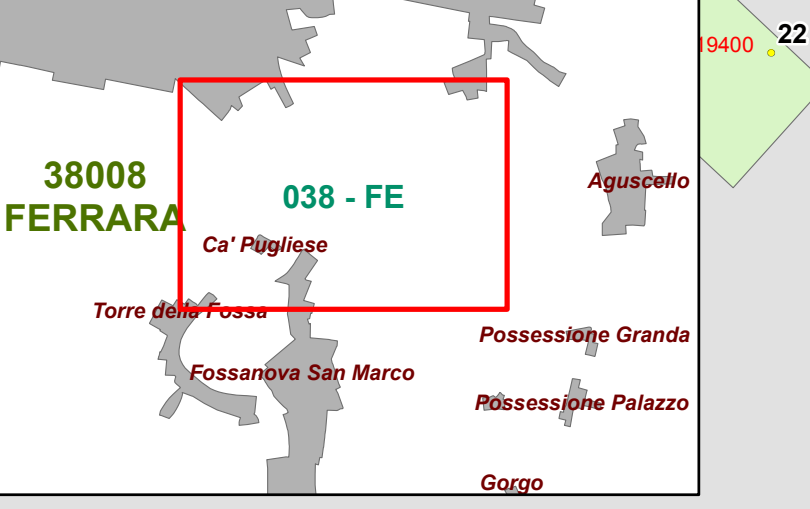 22
19400
38008
FERRARA
038 - FE
Aguscello
Ca' Pugliese
Torre della Fossa
Possessione Granda
Fossanova San Marco
Possessione Palazzo
Gorgo